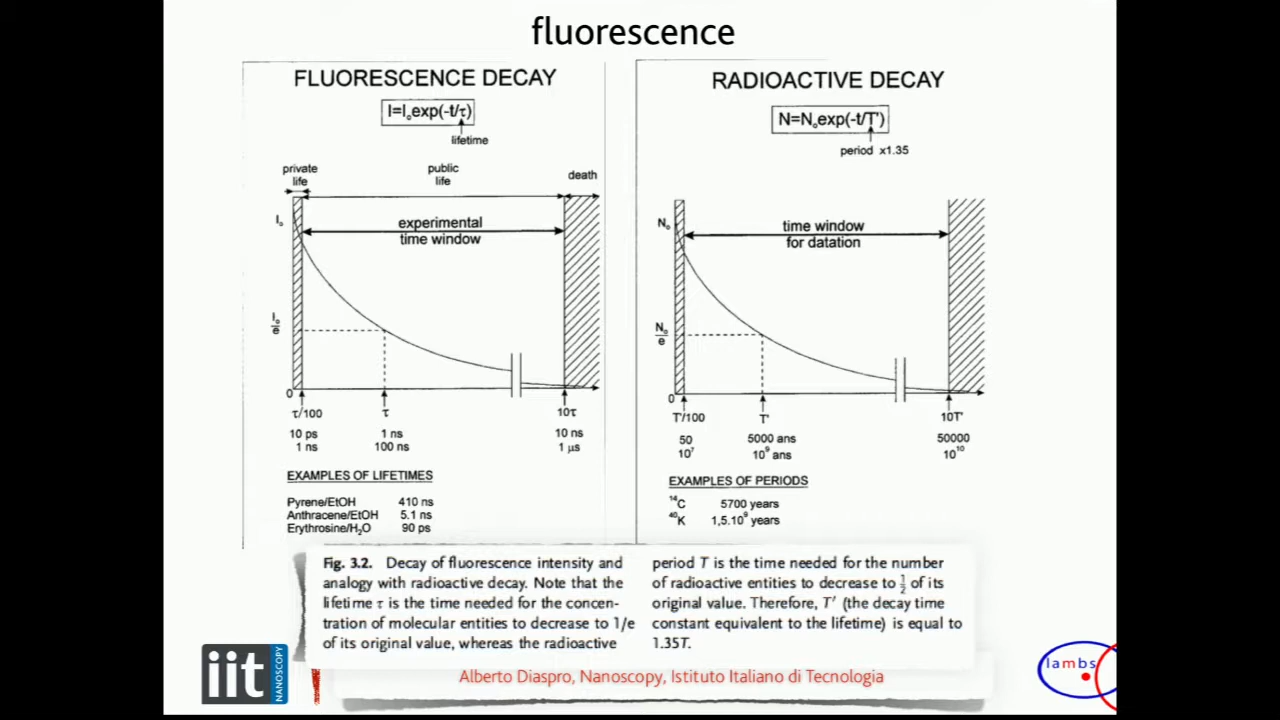 fluorescence
FLUORESCENCE DECAY
I=I₀exp(-t/τ)
lifetime
private
life
public
life
death
I₀
experimental
time window
I₀
e
0
τ/100
τ
10τ
10 ps
1 ns
10 ns
1 ns
100 ns
1 μs
EXAMPLES OF LIFETIMES
Pyrene/EtOH 410 ns
Anthracene/EtOH 5.1 ns
Erythrosine/H₂O 90 ps
RADIOACTIVE DECAY
N=N₀exp(-t/T')
period x1.35
N₀
time window
for datation
N₀
e
0
T'/100
T'
10T'
50
5000 ans
50000
10⁷
10⁹ ans
10¹⁰
EXAMPLES OF PERIODS
¹⁴C 5700 years
⁴⁰K 1,5.10⁹ years
Fig. 3.2. Decay of fluorescence intensity and
analogy with radioactive decay. Note that the
lifetime τ is the time needed for the concen-
tration of molecular entities to decrease to 1/e
of its original value, whereas the radioactive
period T is the time needed for the number
of radioactive entities to decrease to ½ of its
original value. Therefore, T′ (the decay time
constant equivalent to the lifetime) is equal to
1.35T.
iit
NANOSCOPY
Alberto Diaspro, Nanoscopy, Istituto Italiano di Tecnologia
lambs